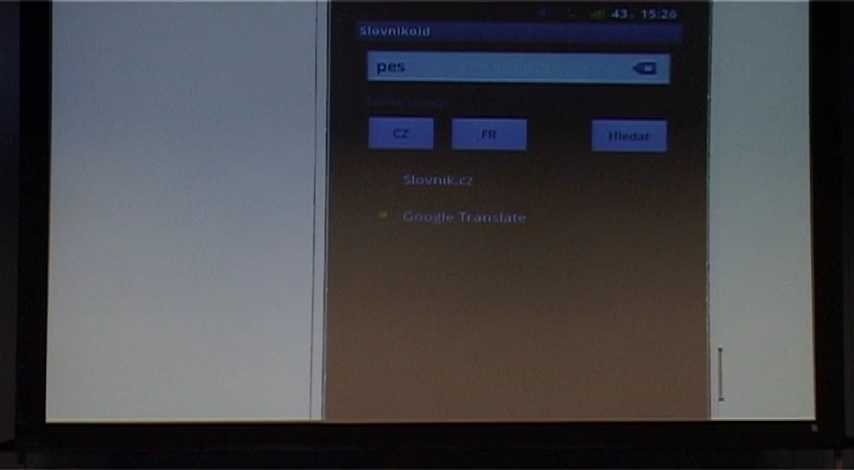 43 15:26
Slovnikoid
pes
CZ FR Hledat
Slovnik.cz
Google Translate